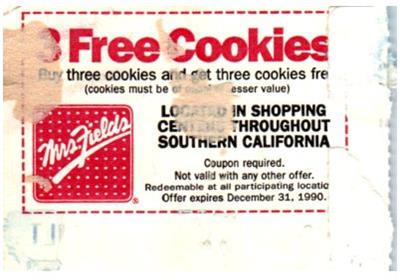 3 Free Cookies
Buy three cookies and get three cookies fre
(cookies must be of lesser value)
Mrs. Fields
®
LOCATED IN SHOPPING
CENTERS THROUGHOUT
SOUTHERN CALIFORNIA
Coupon required.
Not valid with any other offer.
Redeemable at all participating locatio
Offer expires December 31, 1990.